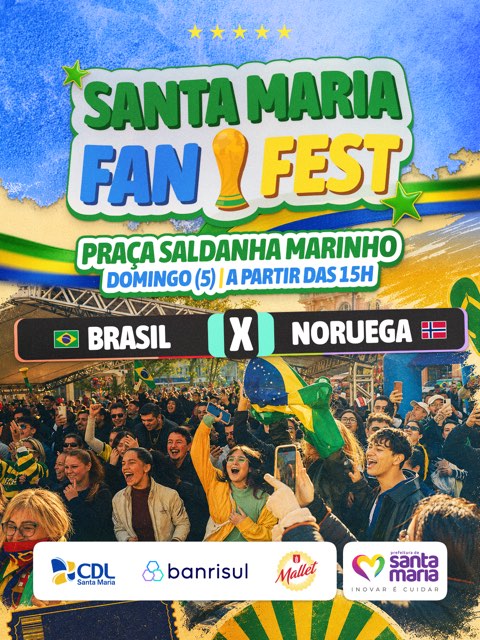 SANTA MARIA
FAN FEST
PRAÇA SALDANHA MARINHO
DOMINGO (5) | A PARTIR DAS 15H
BRASIL X NORUEGA
CDL
Santa Maria
banrisul
Mallet
prefeitura de
santa
maria
INOVAR É CUIDAR